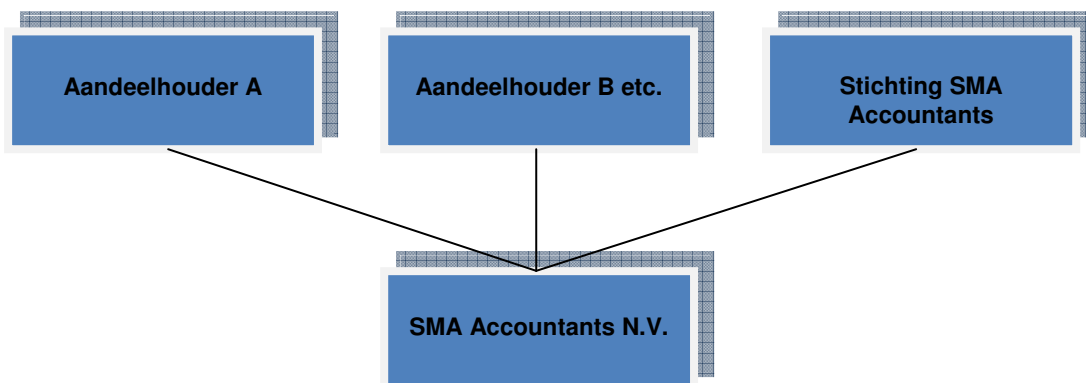 Aandeelhouder A
Aandeelhouder B etc.
Stichting SMA
Accountants
SMA Accountants N.V.